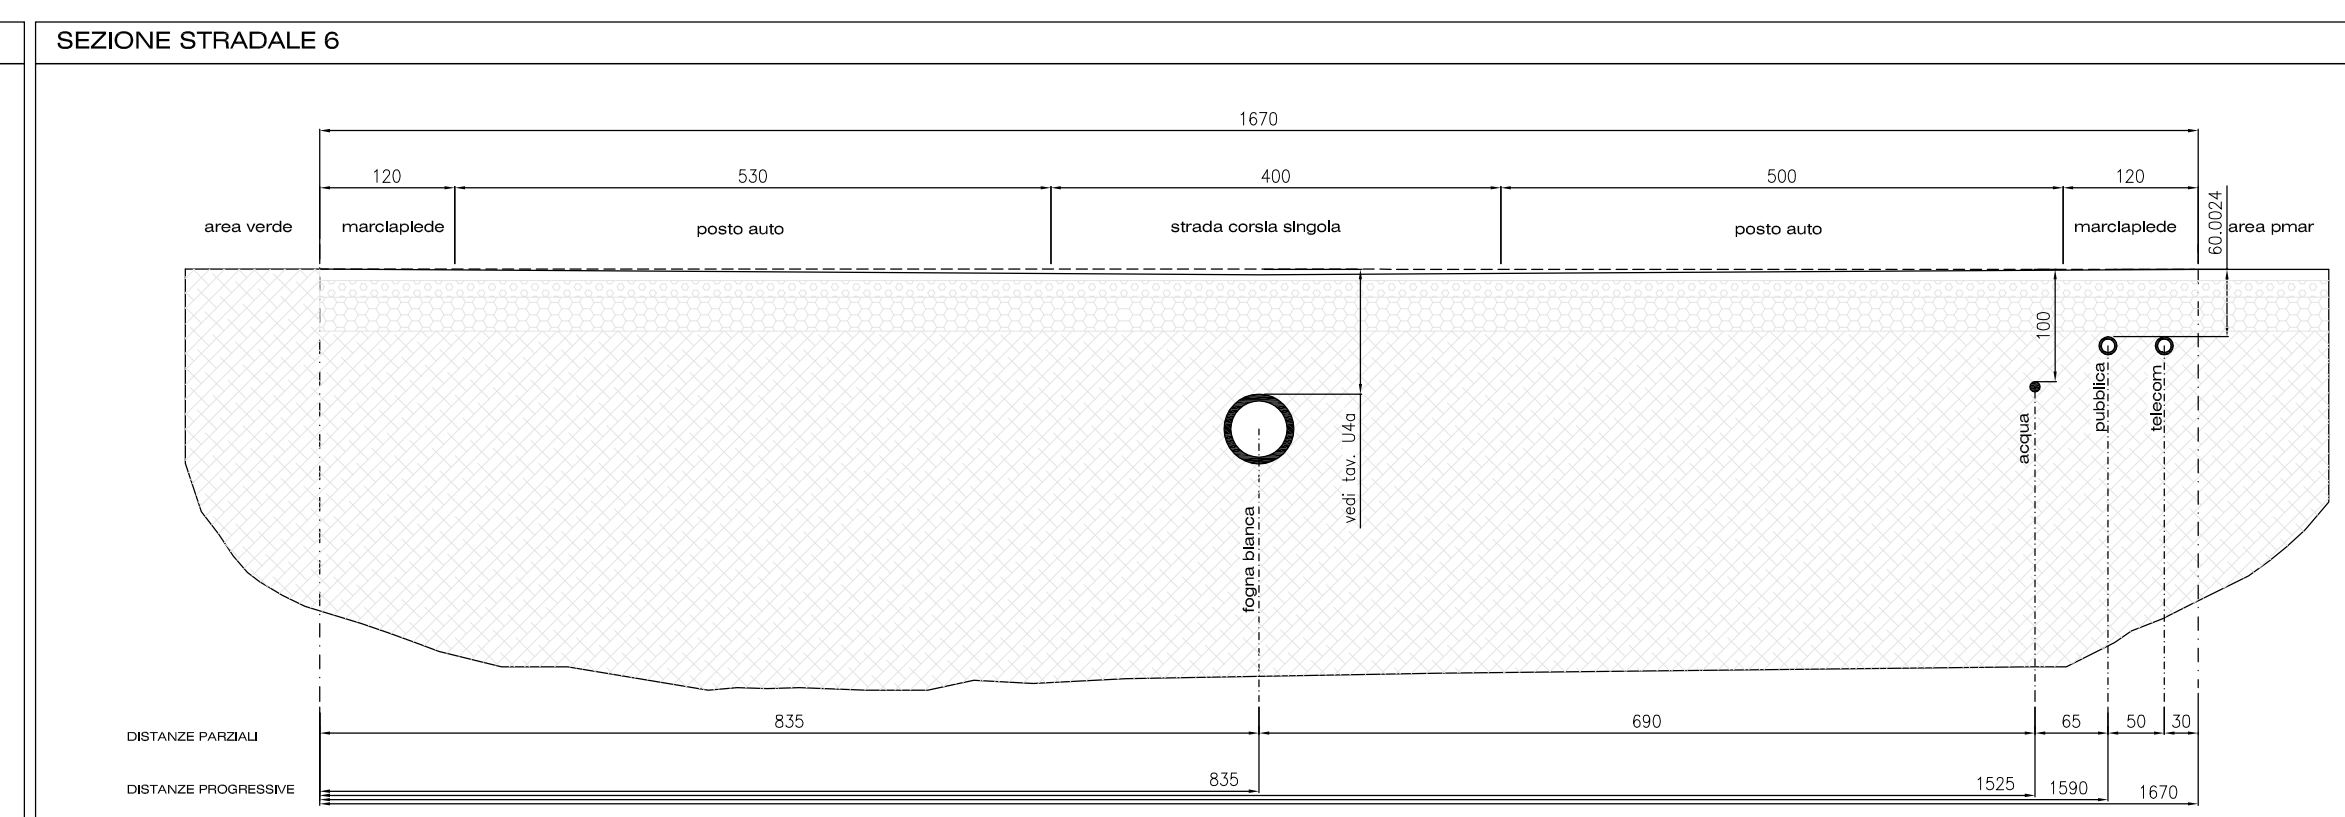 SEZIONE STRADALE 6
1670
120
530
400
500
120
area verde
marciapiede
posto auto
strada corsia singola
posto auto
marciapiede
60.0024
area pmar
100
vedi tav. U4a
fogna bianca
acqua
pubblica
telecom
835
690
65
50
30
DISTANZE PARZIALI
835
1525
1590
1670
DISTANZE PROGRESSIVE